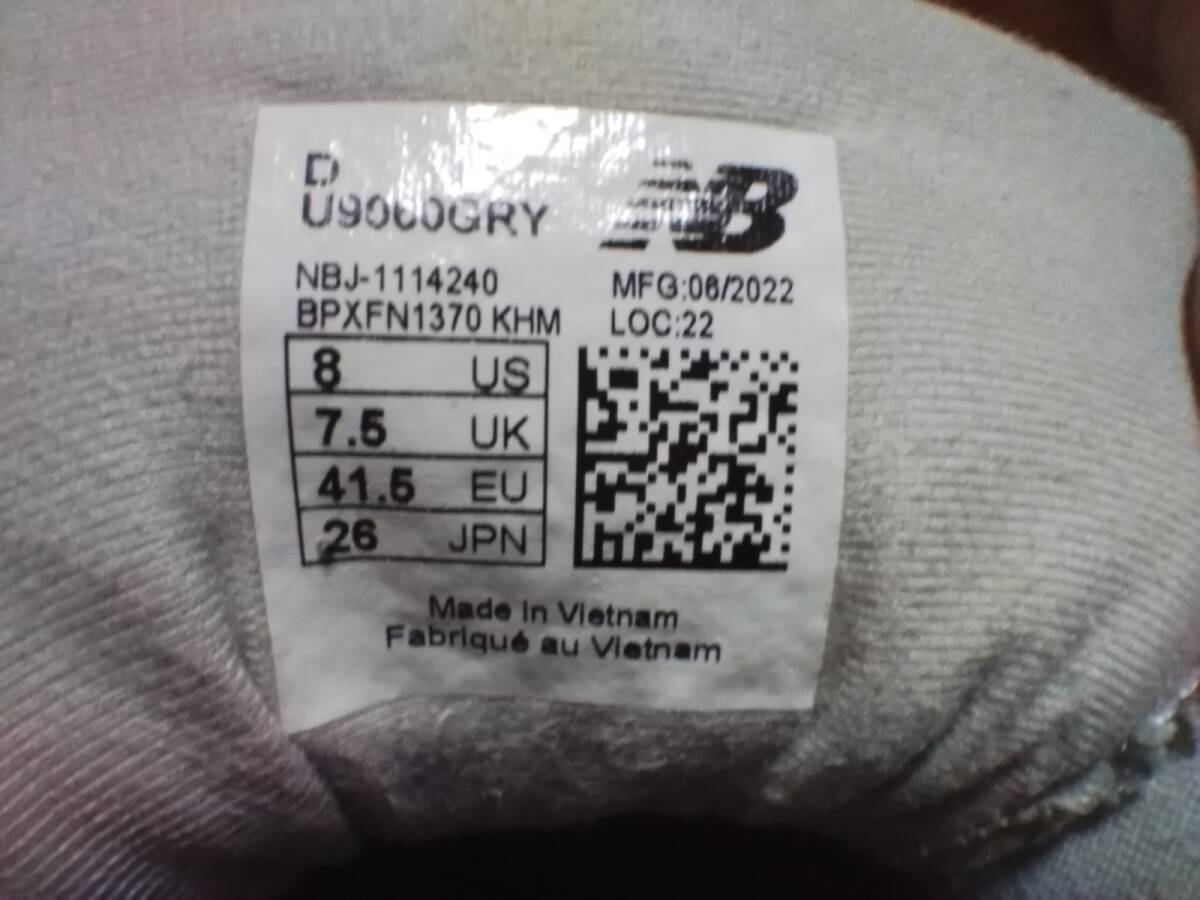 D
U9060GRY
NB
NBJ-1114240
MFG:06/2022
BPXFN1370 KHM
LOC:22
8 US
7.5 UK
41.5 EU
26 JPN
Made in Vietnam
Fabriqué au Vietnam